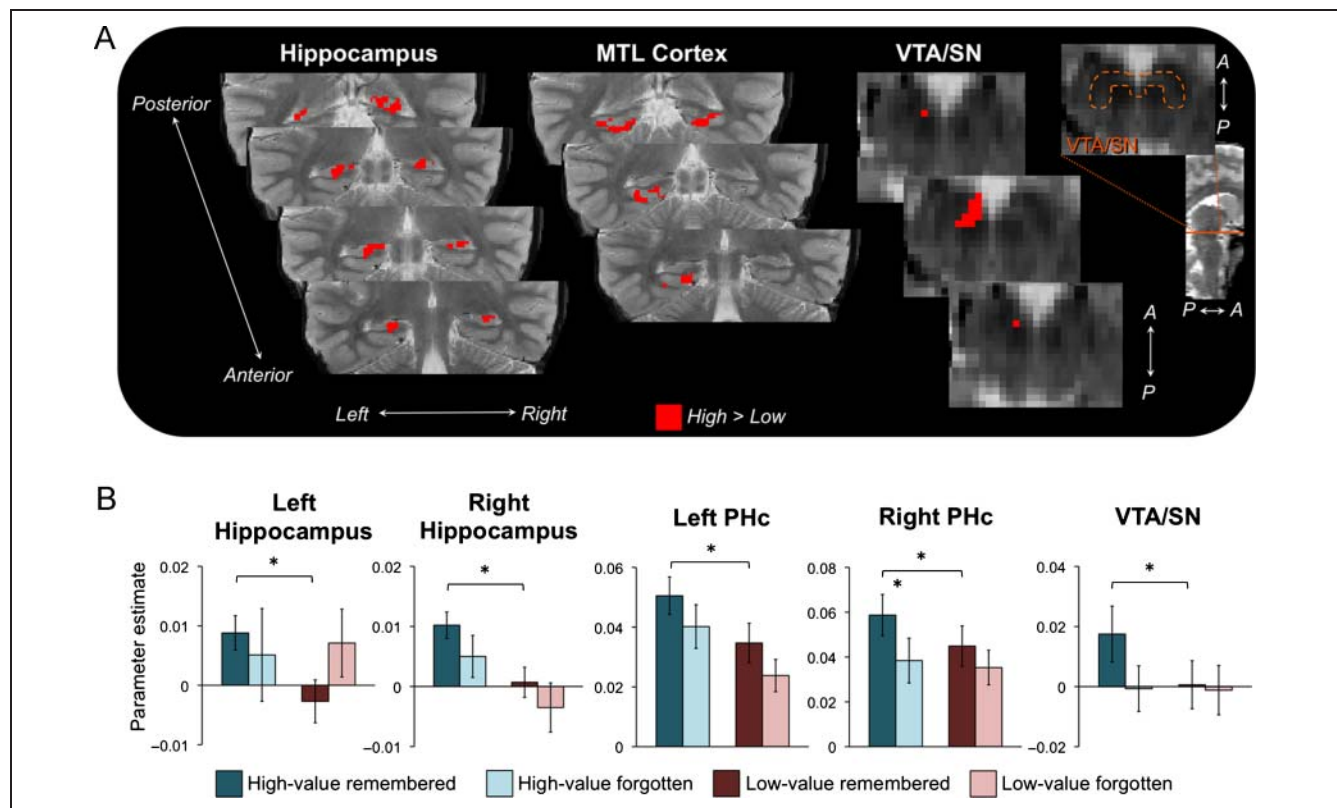 A
Hippocampus
MTL Cortex
VTA/SN
Posterior
Anterior
Left
Right
High > Low
A
P
VTA/SN
P
A
A
P
B
Left
Hippocampus
Right
Hippocampus
Left PHc
Right PHc
VTA/SN
Parameter estimate
0.02
0.01
0
−0.01
*
0.02
0.01
0
−0.01
*
0.06
0.04
0.02
0
*
0.08
0.06
0.04
0.02
0
*
*
0.04
0.02
0
−0.02
*
High-value remembered
High-value forgotten
Low-value remembered
Low-value forgotten